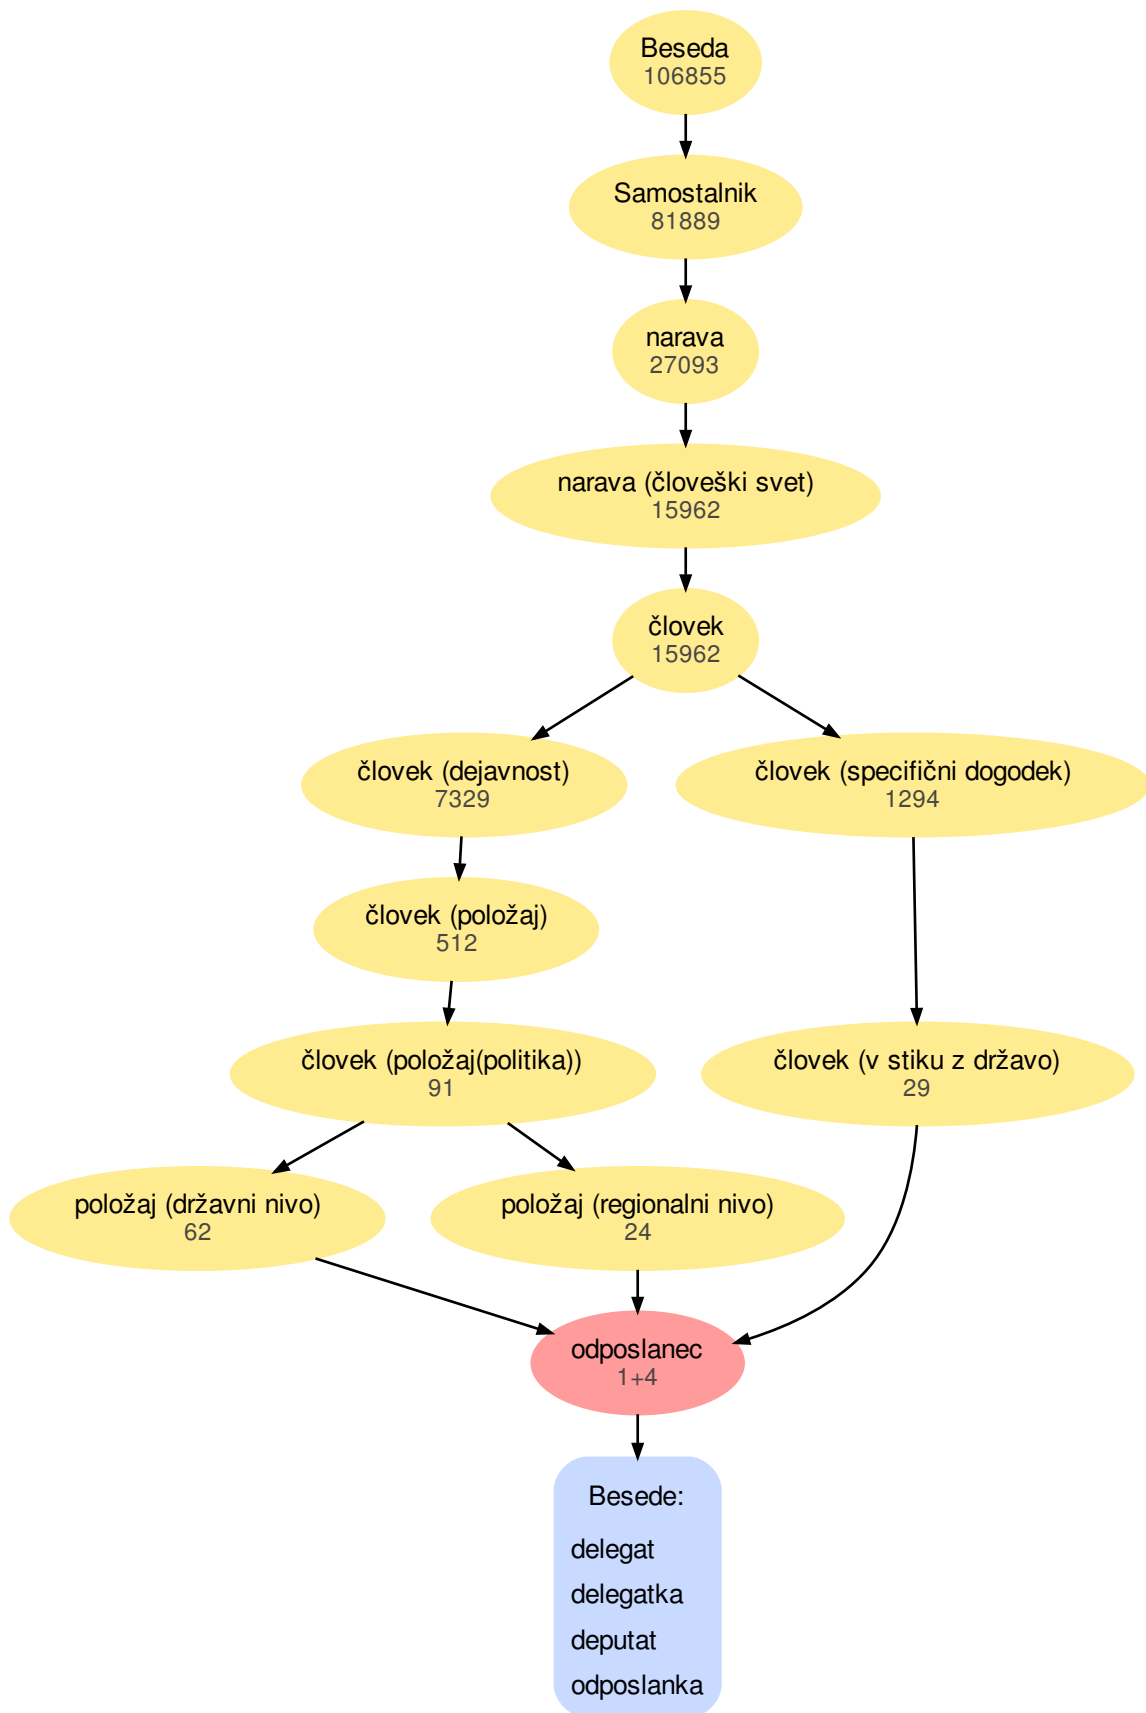 Beseda
106855
Samostalnik
81889
narava
27093
narava (človeški svet)
15962
človek
15962
človek (dejavnost)
7329
človek (specifični dogodek)
1294
človek (položaj)
512
človek (položaj(politika))
91
človek (v stiku z državo)
29
položaj (državni nivo)
62
položaj (regionalni nivo)
24
odposlanec
1+4
Besede:
delegat
delegatka
deputat
odposlanka